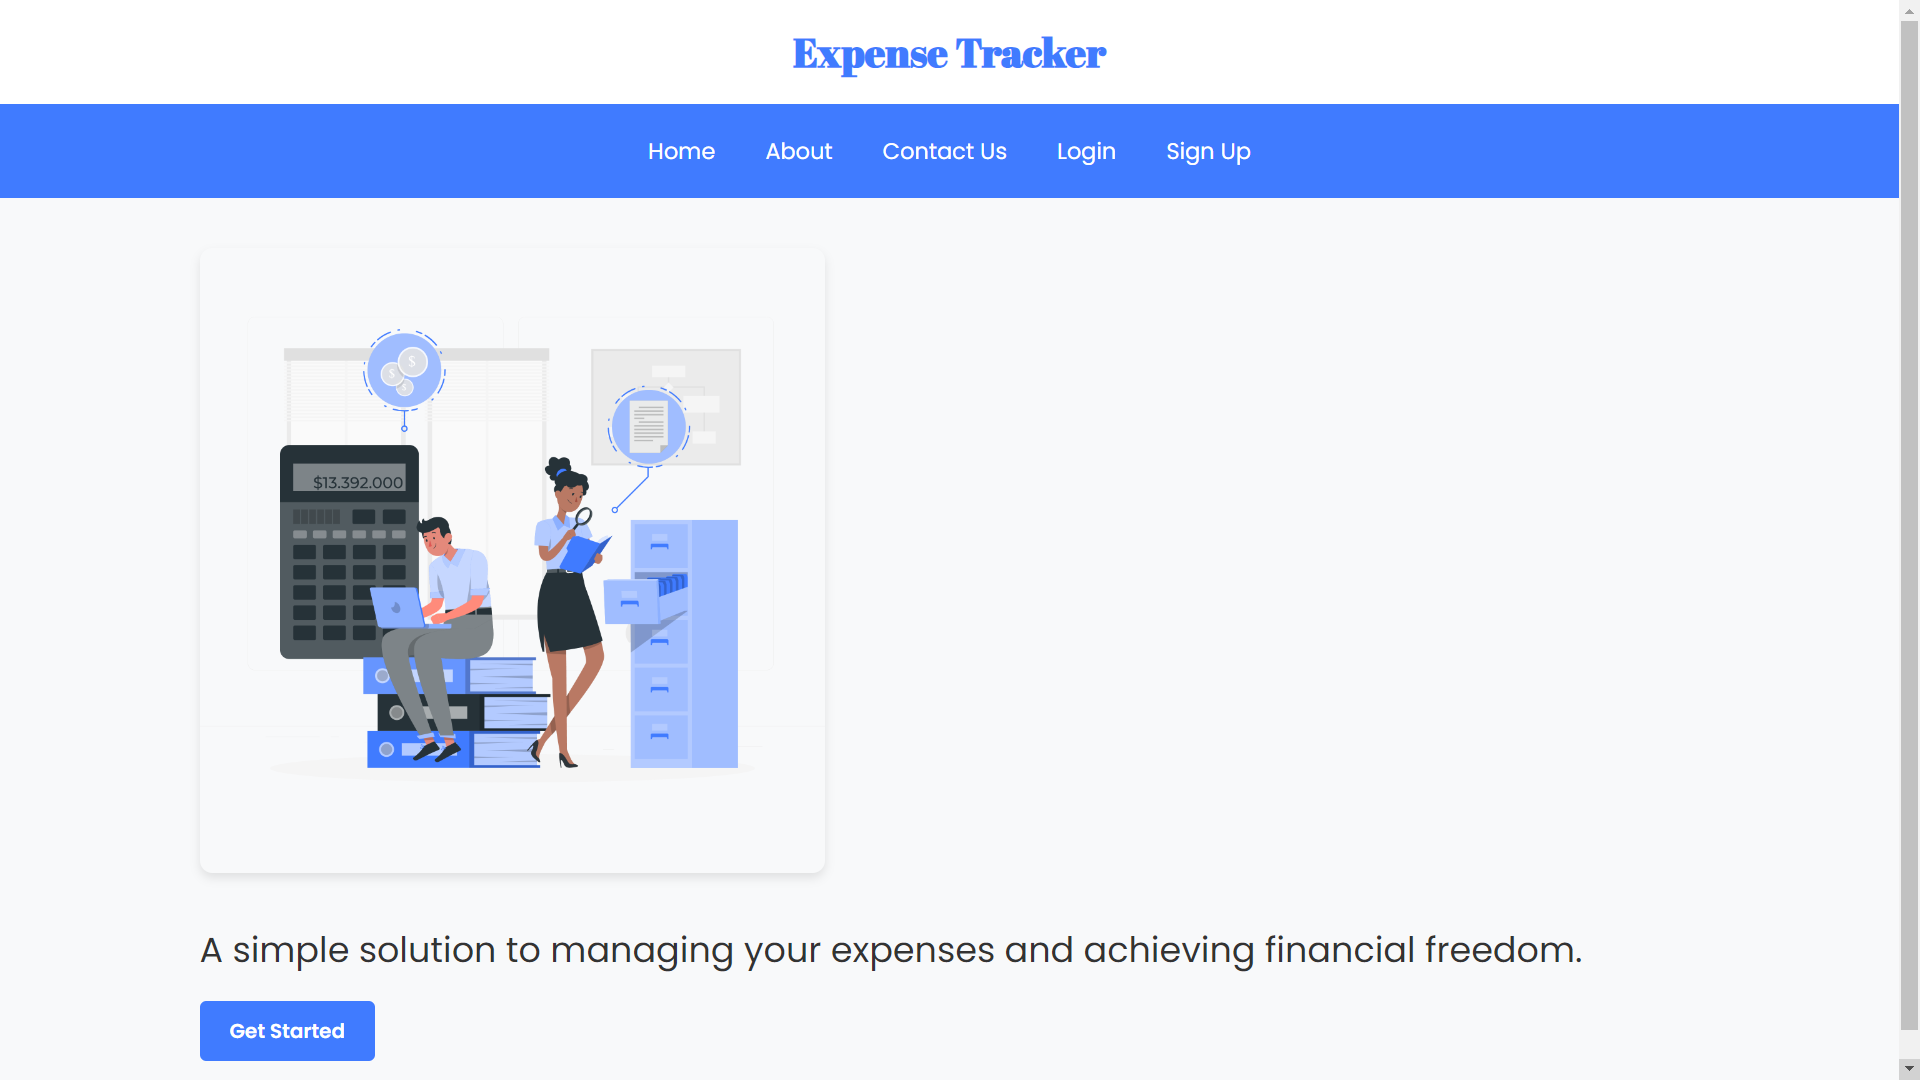 Expense Tracker
Home About Contact Us Login Sign Up
$ $ $
$13.392.000
A simple solution to managing your expenses and achieving financial freedom.
Get Started